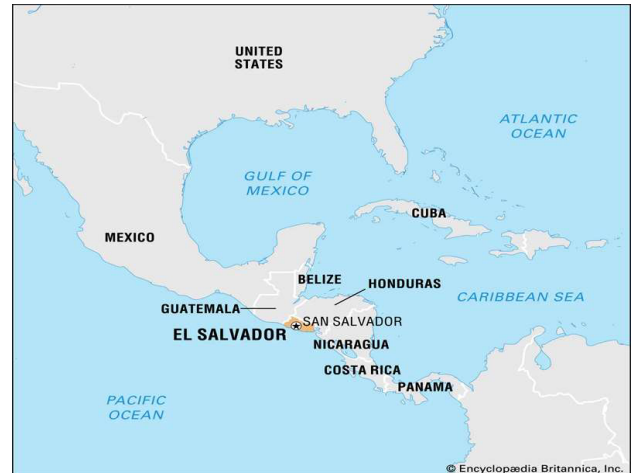 UNITED
STATES
ATLANTIC
OCEAN
GULF OF
MEXICO
CUBA
MEXICO
BELIZE
HONDURAS
CARIBBEAN SEA
GUATEMALA
SAN SALVADOR
EL SALVADOR
NICARAGUA
COSTA RICA
PANAMA
PACIFIC
OCEAN
© Encyclopædia Britannica, Inc.